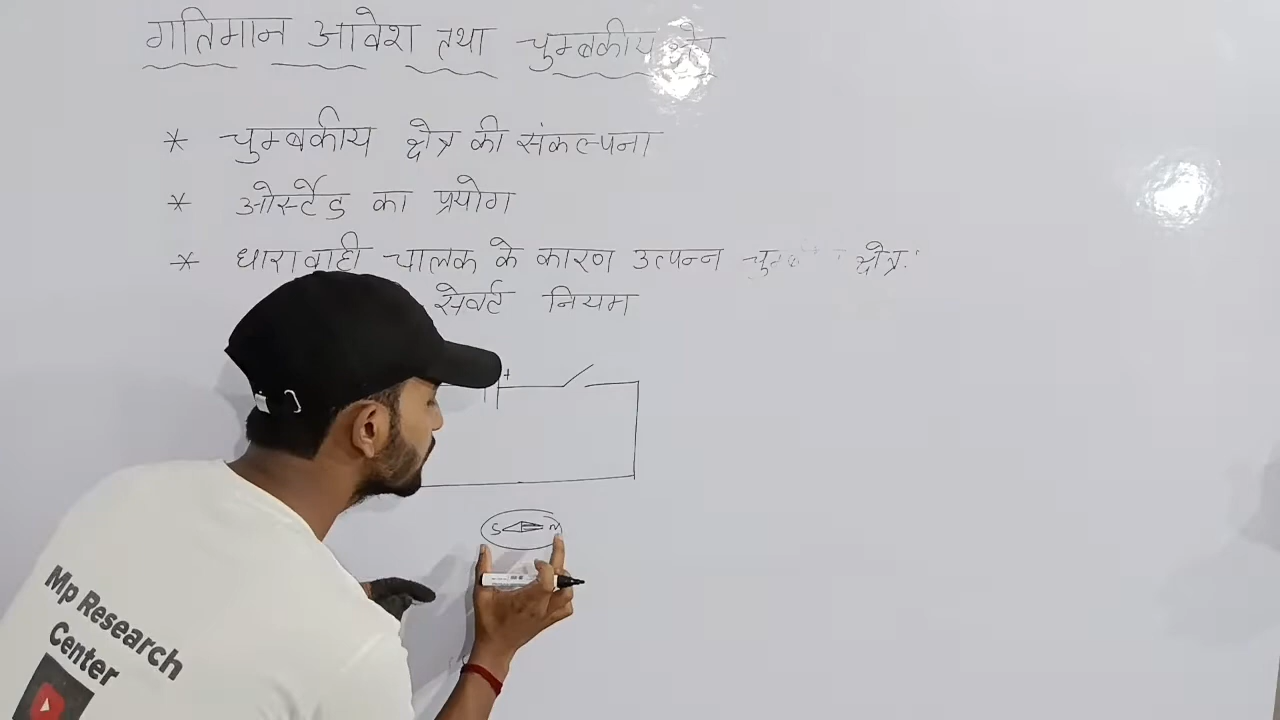 गतिमान आवेश तथा चुम्बकीय क्षेत्र
* चुम्बकीय क्षेत्र की संकल्पना
* ओर्स्टेड का प्रयोग
* धारावाही चालक के कारण उत्पन्न क्षेत्र:
सेवर्ट नियम
+
S N
Mp Research
Center